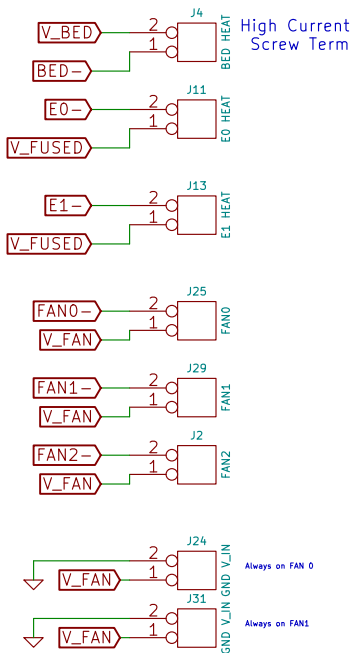 J4
High Current
Screw Term
V_BED 2
BED- 1
BED HEAT
J11
E0- 2
V_FUSED 1
E0 HEAT
J13
E1- 2
V_FUSED 1
E1 HEAT
J25
FAN0- 2
V_FAN 1
FAN0
J29
FAN1- 2
V_FAN 1
FAN1
J2
FAN2- 2
V_FAN 1
FAN2
J24
2
V_FAN 1
GND V_IN
Always on FAN 0
J31
2
V_FAN 1
GND V_IN
Always on FAN1